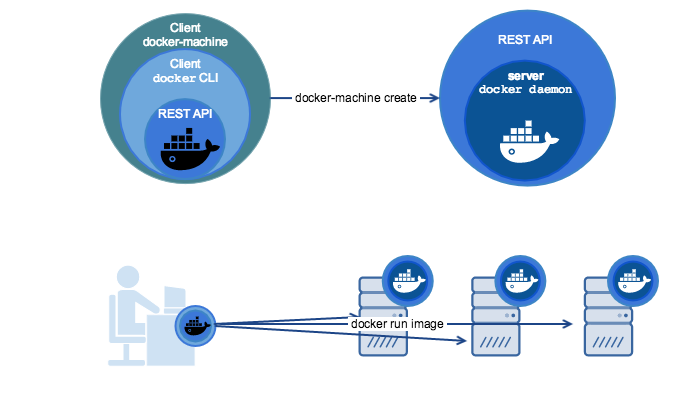 Client
docker-machine
Client
docker CLI
REST API
docker-machine create
REST API
server
docker daemon
docker run image